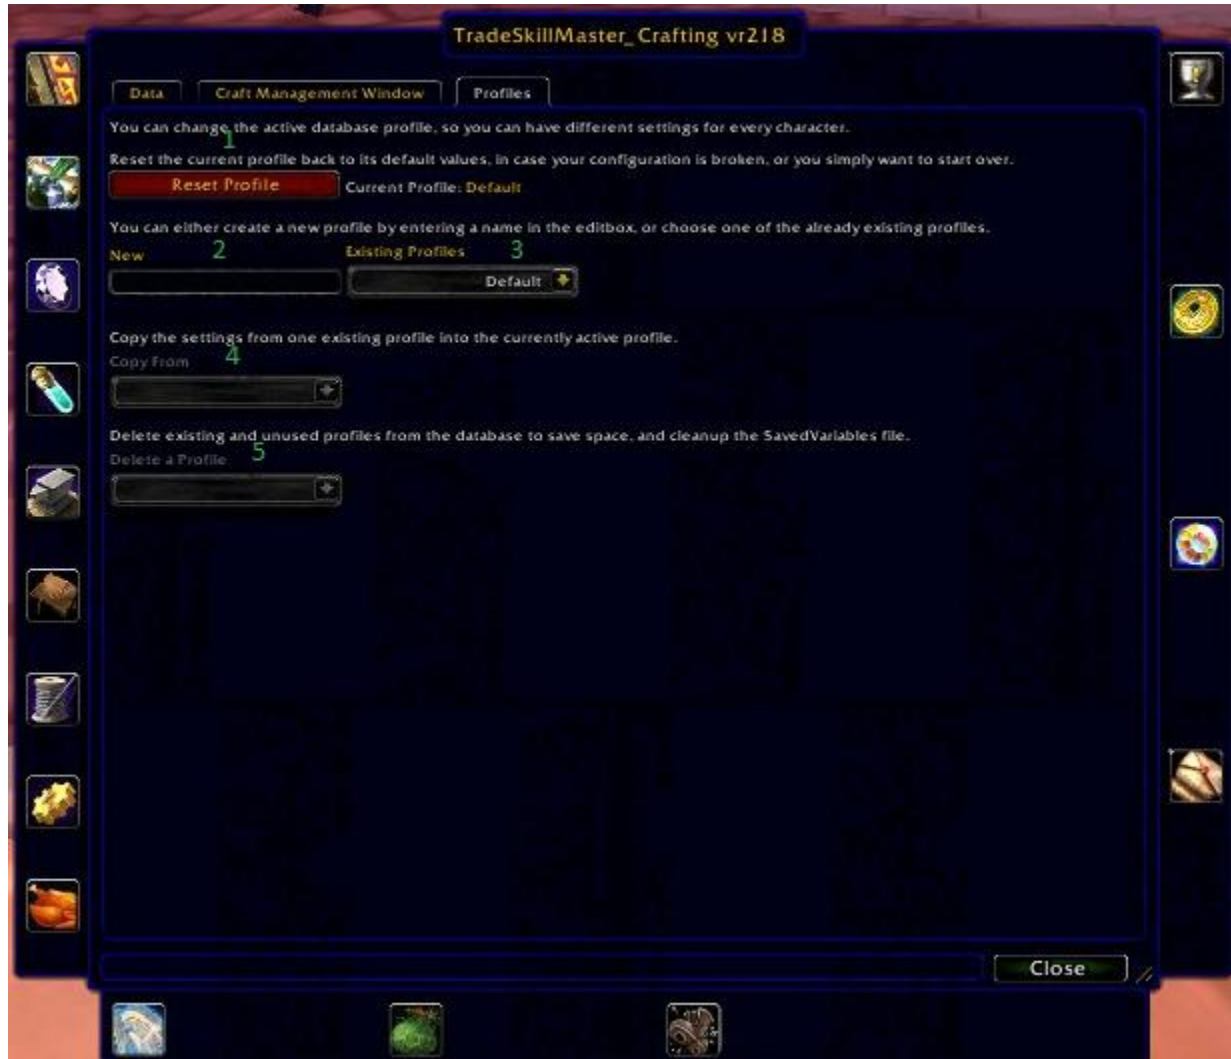 TradeSkillMaster_Crafting vr218
Data Craft Management Window Profiles
You can change the active database profile, so you can have different settings for every character.
1
Reset the current profile back to its default values, in case your configuration is broken, or you simply want to start over.
Reset Profile Current Profile: Default
You can either create a new profile by entering a name in the editbox, or choose one of the already existing profiles.
New 2 Existing Profiles 3
Default
Copy the settings from one existing profile into the currently active profile.
Copy From 4
Delete existing and unused profiles from the database to save space, and cleanup the SavedVariables file.
Delete a Profile 5
Close